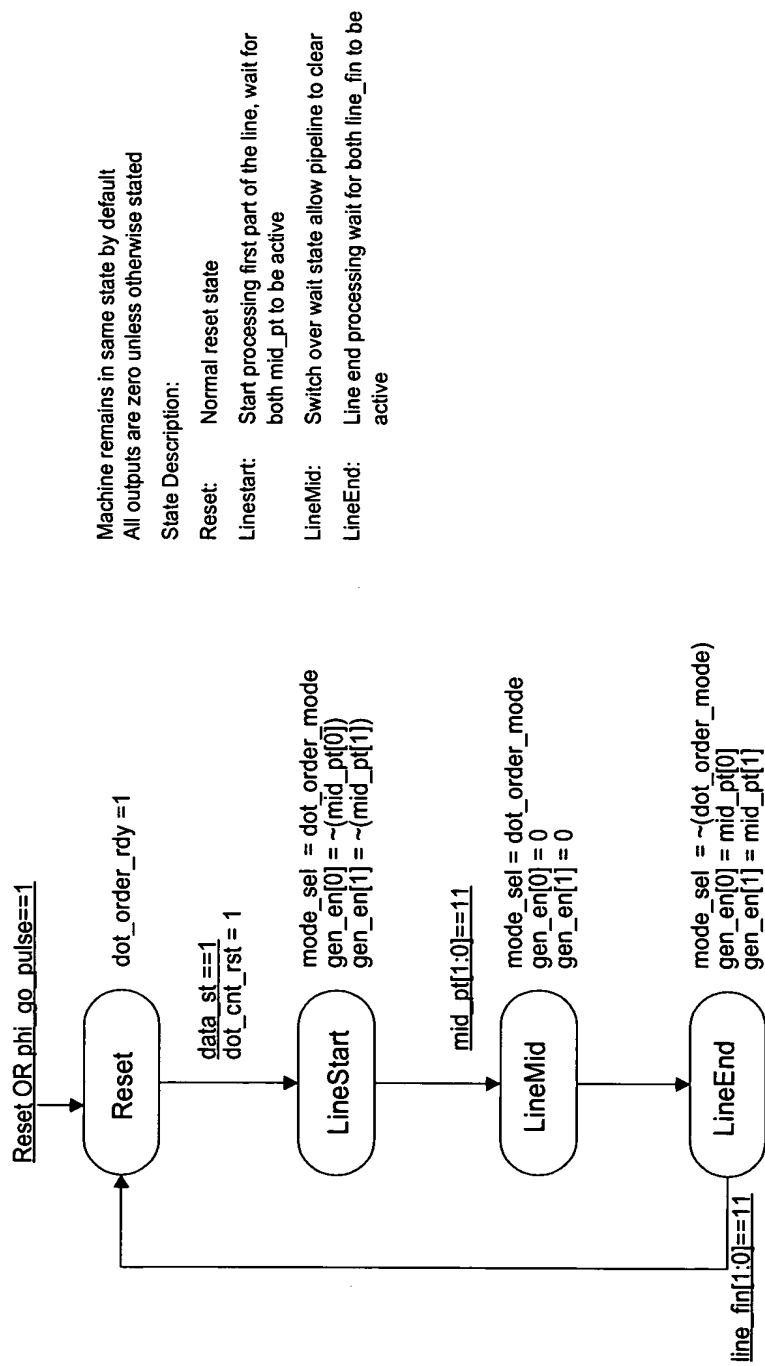 Reset OR phi_go_pulse==1
Reset
dot_order_rdy =1
data_st ==1
dot_cnt_rst = 1
LineStart
mode_sel = dot_order_mode
gen_en[0] = ~(mid_pt[0])
gen_en[1] = ~(mid_pt[1])
mid_pt[1:0]==11
LineMid
mode_sel = dot_order_mode
gen_en[0] = 0
gen_en[1] = 0
LineEnd
mode_sel = ~(dot_order_mode)
gen_en[0] = mid_pt[0]
gen_en[1] = mid_pt[1]
line_fin[1:0]==11
Machine remains in same state by default
All outputs are zero unless otherwise stated
State Description:
Reset: Normal reset state
Linestart: Start processing first part of the line, wait for
both mid_pt to be active
LineMid: Switch over wait state allow pipeline to clear
LineEnd: Line end processing wait for both line_fin to be
active